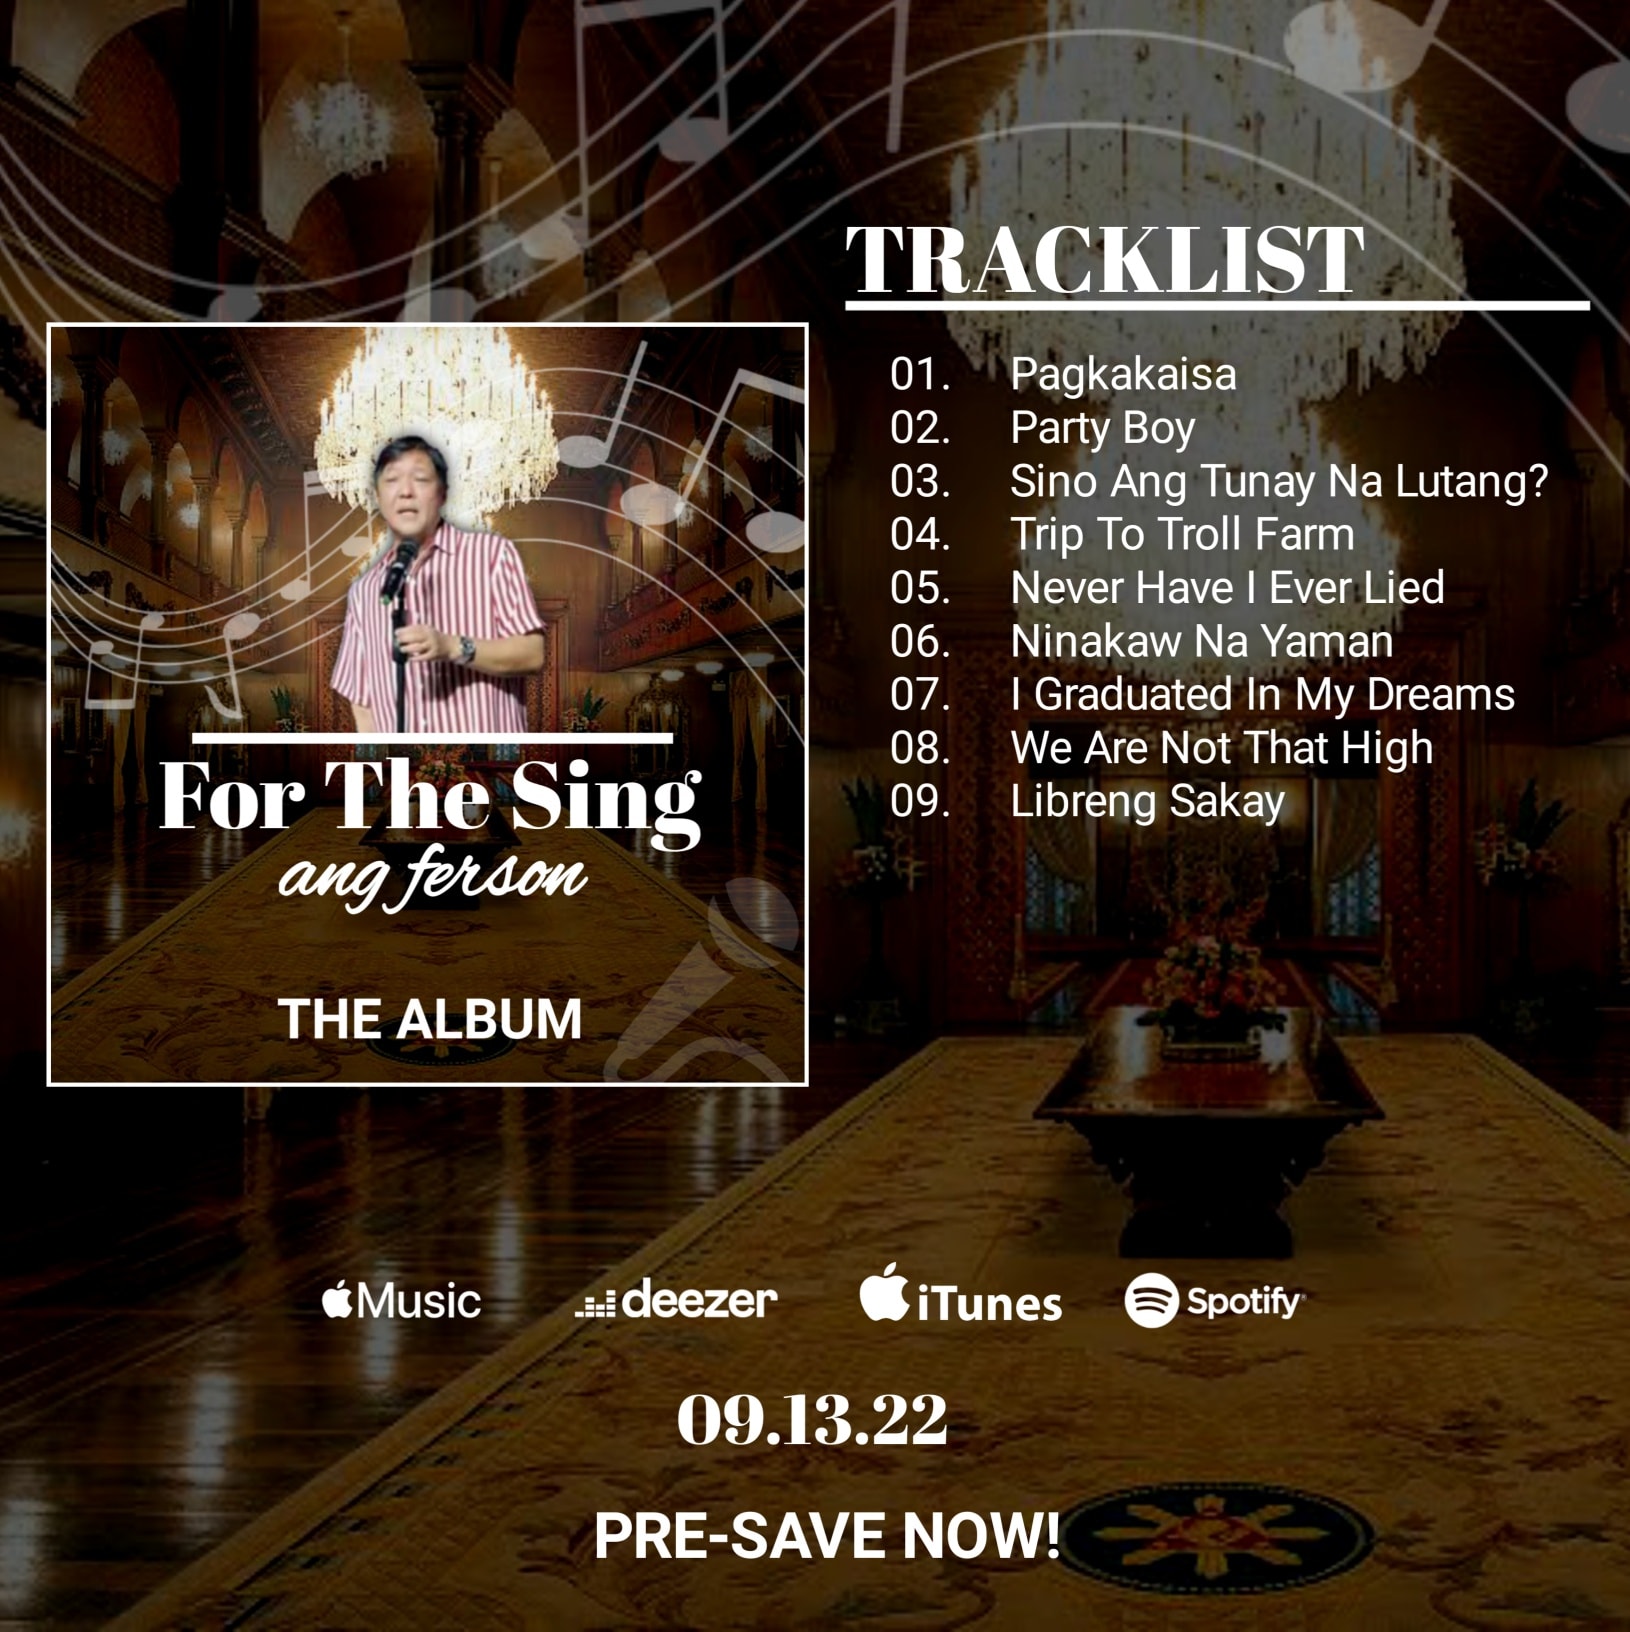 TRACKLIST
01. Pagkakaisa
02. Party Boy
03. Sino Ang Tunay Na Lutang?
04. Trip To Troll Farm
05. Never Have I Ever Lied
06. Ninakaw Na Yaman
07. I Graduated In My Dreams
08. We Are Not That High
09. Libreng Sakay
For The Sing
ang ferson
THE ALBUM
Music
deezer
iTunes
Spotify
09.13.22
PRE-SAVE NOW!